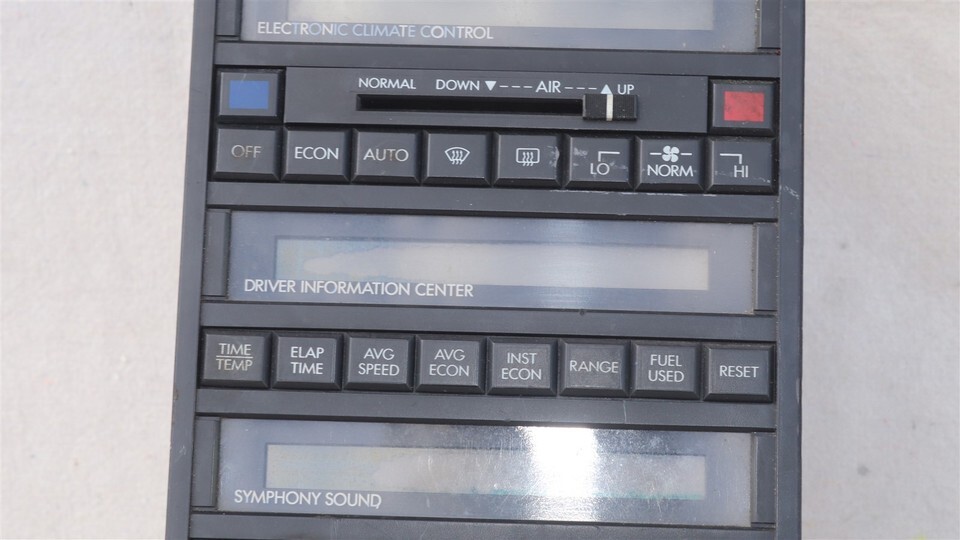 ELECTRONIC CLIMATE CONTROL
NORMAL DOWN ▼---AIR---▲ UP
OFF
ECON
AUTO
LO
NORM
HI
DRIVER INFORMATION CENTER
TIME
TEMP
ELAP
TIME
AVG
SPEED
AVG
ECON
INST
ECON
RANGE
FUEL
USED
RESET
SYMPHONY SOUND